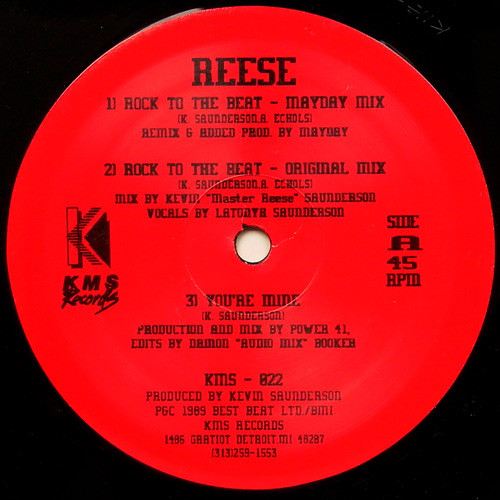 REESE
1) ROCK TO THE BEAT - MAYDAY MIX
(K. SAUNDERSON,A. ECHOLS)
REMIX & ADDED PROD. BY MAYDAY
2) ROCK TO THE BEAT - ORIGINAL MIX
(K. SAUNDERSON,A. ECHOLS)
MIX BY KEVIN "Master Reese" SAUNDERSON
VOCALS BY LATONYA SAUNDERSON
SIDE
A
45
RPM
K
KMS
Records
3) YOU'RE MINE
(K. SAUNDERSON)
PRODUCTION AND MIX BY POWER 41,
EDITS BY DAMON "AUDIO MIX" BOOKER
KMS - 022
PRODUCED BY KEVIN SAUNDERSON
P&C 1989 BEST BEAT LTD./BMI
KMS RECORDS
1486 GRATIOT DETROIT,MI 48207
(313)259-1553